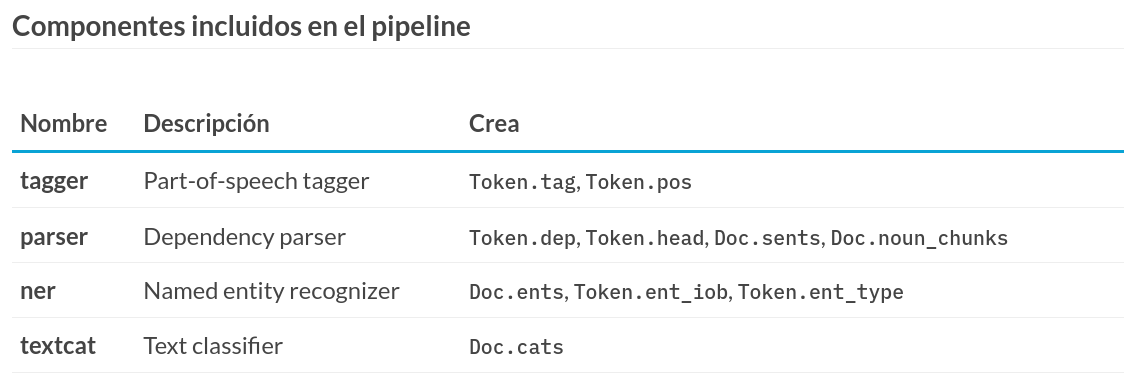 Componentes incluidos en el pipeline
Nombre Descripción Crea
tagger Part-of-speech tagger Token.tag, Token.pos
parser Dependency parser Token.dep, Token.head, Doc.sents, Doc.noun_chunks
ner Named entity recognizer Doc.ents, Token.ent_iob, Token.ent_type
textcat Text classifier Doc.cats